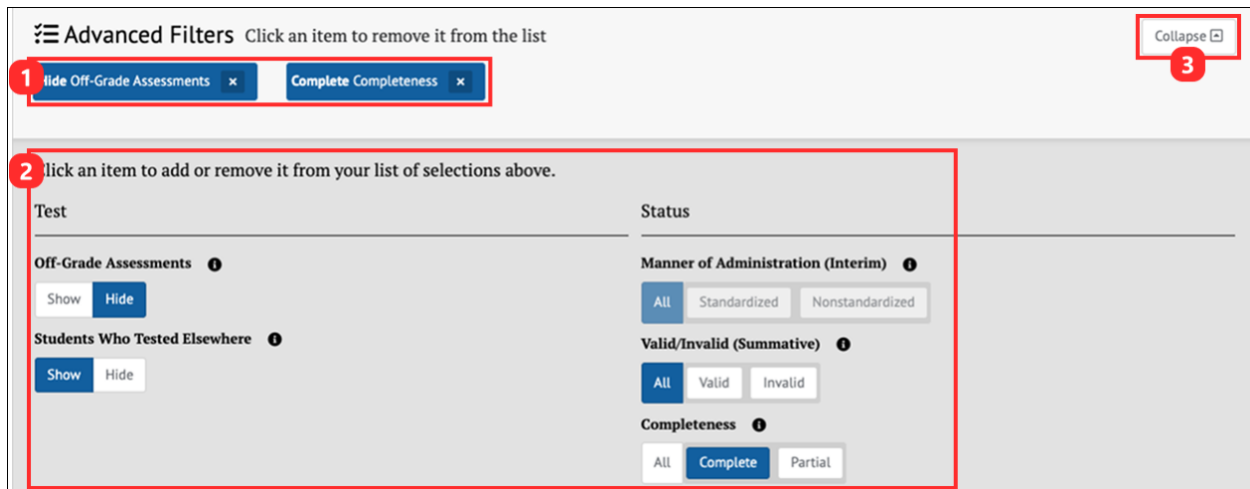 Advanced Filters Click an item to remove it from the list
Collapse
3
1
Hide Off-Grade Assessments × Complete Completeness ×
2
Click an item to add or remove it from your list of selections above.
Test
Off-Grade Assessments
Show Hide
Students Who Tested Elsewhere
Show Hide
Status
Manner of Administration (Interim)
All Standardized Nonstandardized
Valid/Invalid (Summative)
All Valid Invalid
Completeness
All Complete Partial